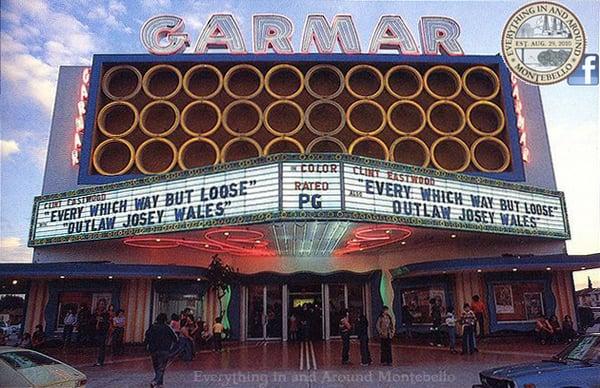 GARMAR
EVERYTHING IN AND AROUND
EST. AUG. 29, 2010
MONTEBELLO
f
CLINT EASTWOOD
"EVERY WHICH WAY BUT LOOSE"
"OUTLAW JOSEY WALES"
IN COLOR
RATED
PG
ALSO
CLINT EASTWOOD
"EVERY WHICH WAY BUT LOOSE"
OUTLAW JOSEY WALES"
Everything In and Around Montebello